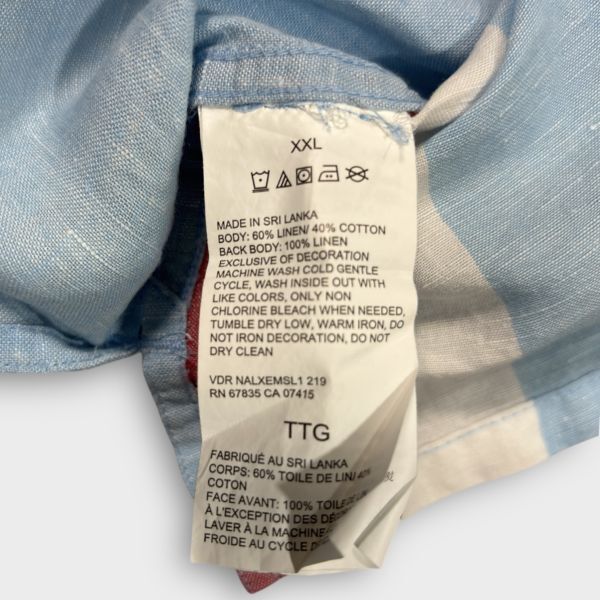 XXL
MADE IN SRI LANKA
BODY: 60% LINEN/ 40% COTTON
BACK BODY: 100% LINEN
EXCLUSIVE OF DECORATION
MACHINE WASH COLD GENTLE
CYCLE, WASH INSIDE OUT WITH
LIKE COLORS, ONLY NON
CHLORINE BLEACH WHEN NEEDED,
TUMBLE DRY LOW, WARM IRON, DO
NOT IRON DECORATION, DO NOT
DRY CLEAN
VDR NALXEMSL1 219
RN 67835 CA 07415
TTG
FABRIQUÉ AU SRI LANKA
CORPS: 60% TOILE DE LIN/ 40%
COTON
FACE AVANT: 100% TOILE DE LIN
À L'EXCEPTION DES
LAVER À LA MACHINE
FROIDE AU CYCLE